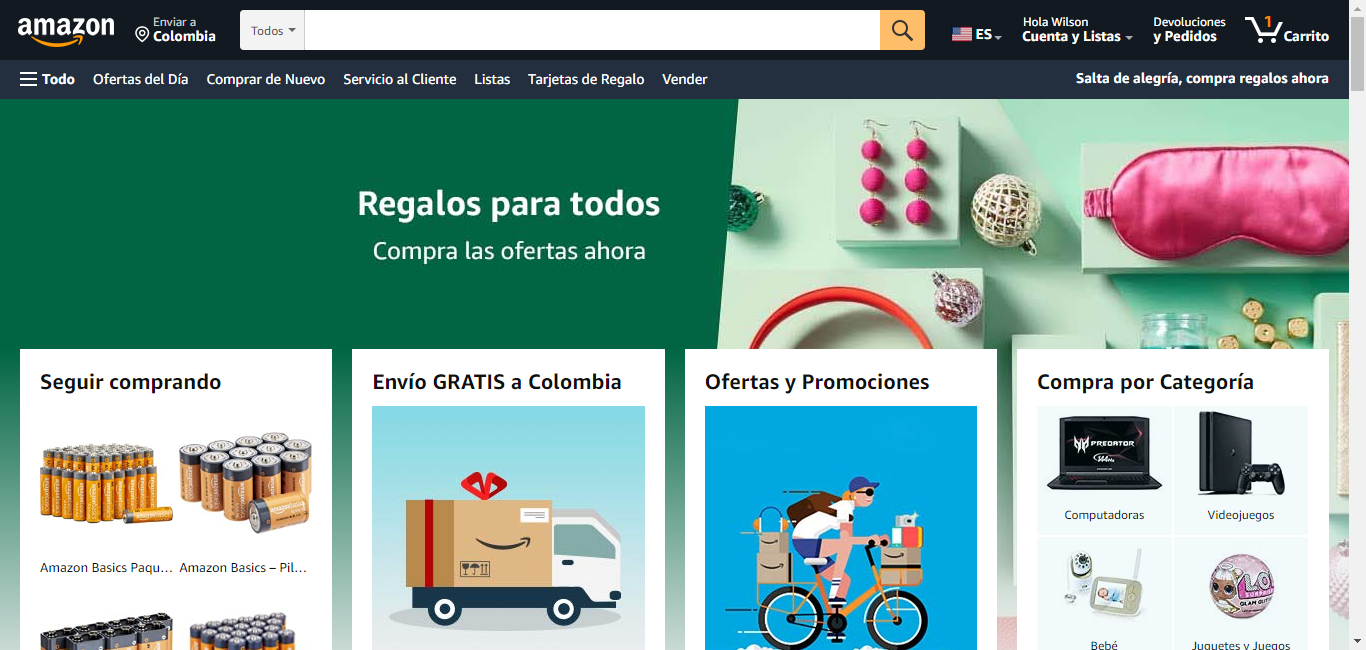 amazon
Enviar a
Colombia
Todos
ES
Hola Wilson
Cuenta y Listas
Devoluciones
y Pedidos
1
Carrito
Todo
Ofertas del Día
Comprar de Nuevo
Servicio al Cliente
Listas
Tarjetas de Regalo
Vender
Salta de alegría, compra regalos ahora
Regalos para todos
Compra las ofertas ahora
Seguir comprando
Amazon Basics Paqu...
Amazon Basics – Pil...
Envío GRATIS a Colombia
Ofertas y Promociones
Compra por Categoría
PREDATOR
Computadoras
Videojuegos
Bebé
L.O.L
SURPRISE
GLAM GLITTER
Juguetes y Juegos